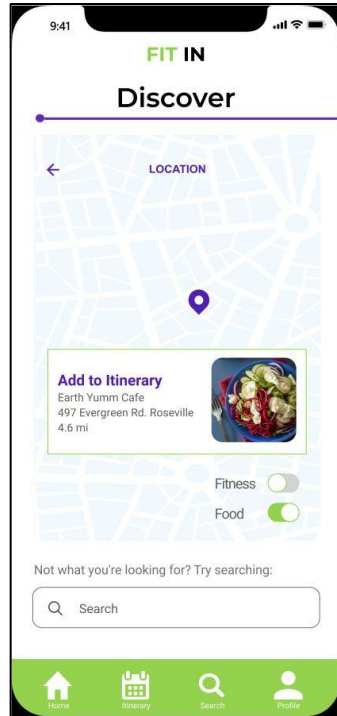 9:41
FIT IN
Discover
LOCATION
Add to Itinerary
Earth Yumm Cafe
497 Evergreen Rd. Roseville
4.6 mi
Fitness
Food
Not what you're looking for? Try searching:
Search
Home Itinerary Search Profile